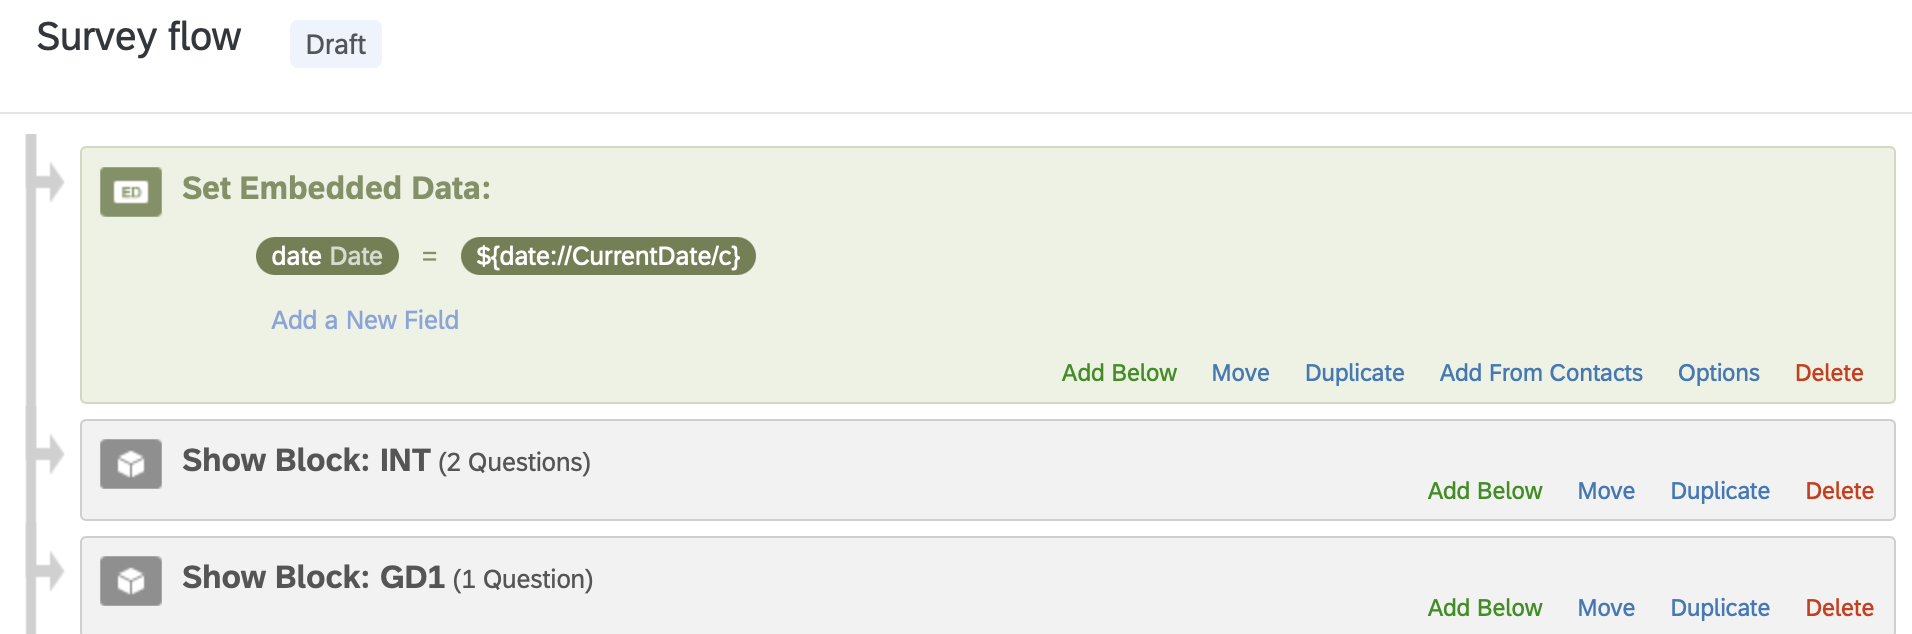 Survey flow Draft
ED Set Embedded Data:
date Date = ${date://CurrentDate/c}
Add a New Field
Add Below Move Duplicate Add From Contacts Options Delete
Show Block: INT (2 Questions)
Add Below Move Duplicate Delete
Show Block: GD1 (1 Question)
Add Below Move Duplicate Delete